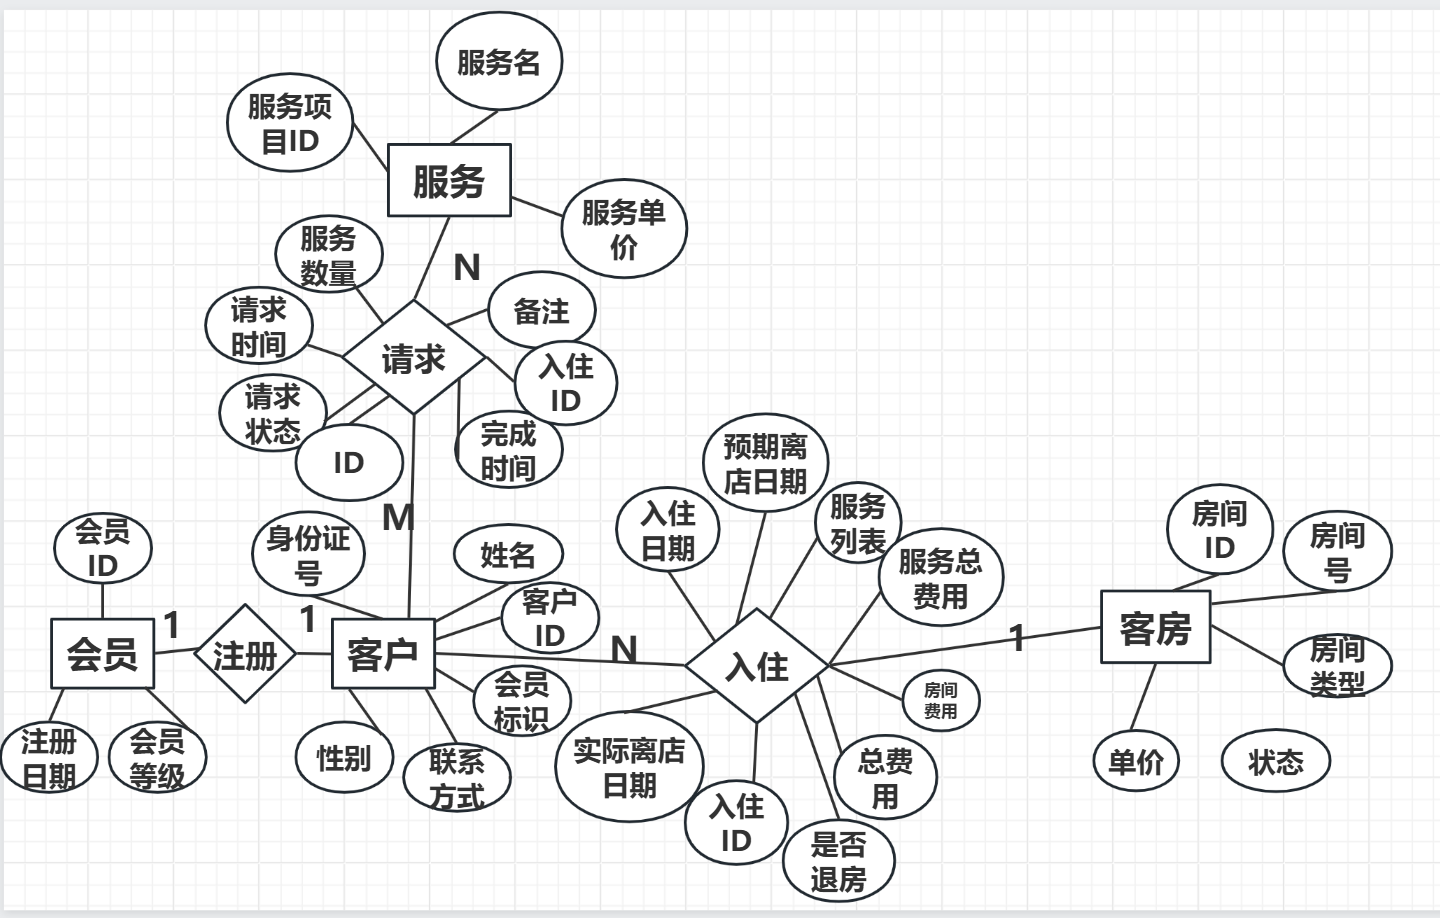 服务名
服务项
目ID
服务
服务单
价
服务
数量
N
请求
时间
备注
请求
入住
ID
请求
状态
ID
完成
时间
M
预期离
店日期
入住
日期
服务
列表
服务总
费用
房间
ID
房间
号
会员
ID
身份证
号
姓名
客户
ID
会员
1
注册
1
客户
N
入住
1
客房
会员
标识
房间
费用
房间
类型
注册
日期
会员
等级
性别
联系
方式
实际离店
日期
入住
ID
总费
用
是否
退房
单价
状态